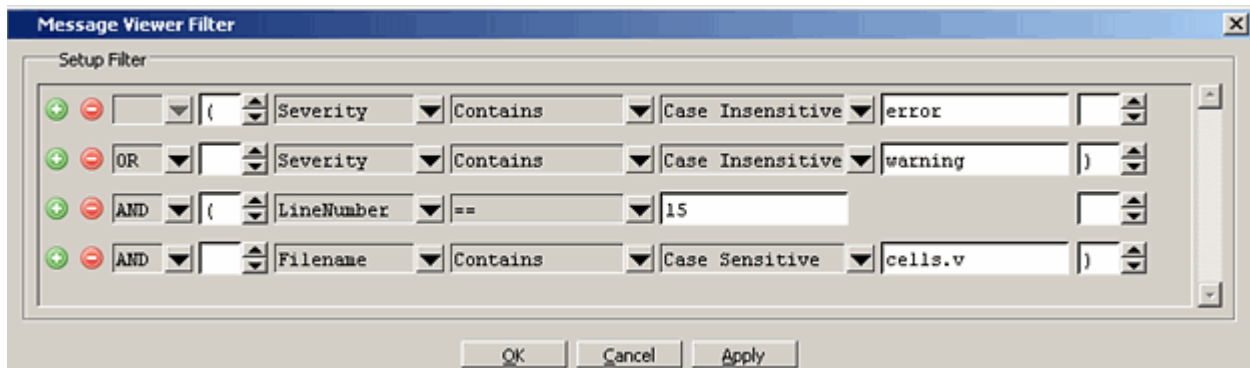 Message Viewer Filter
Setup Filter
( Severity Contains Case Insensitive error
OR Severity Contains Case Insensitive warning )
AND ( LineNumber == 15
AND Filename Contains Case Sensitive cells.v )
OK Cancel Apply